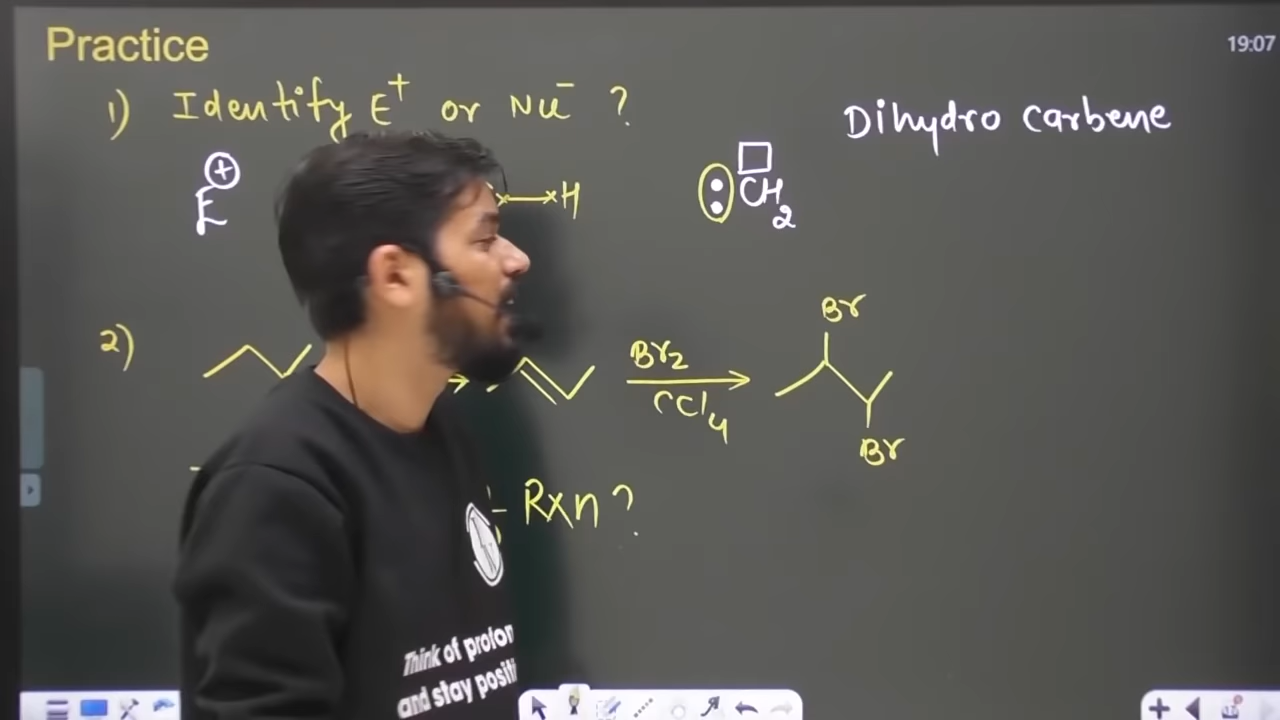 Practice
19:07
1) Identify E+ or Nu- ?
Dihydro carbene
E+
H
:CH2
2)
Br2
CCl4
Br
Br
Rxn?
Think of proton
and stay positi